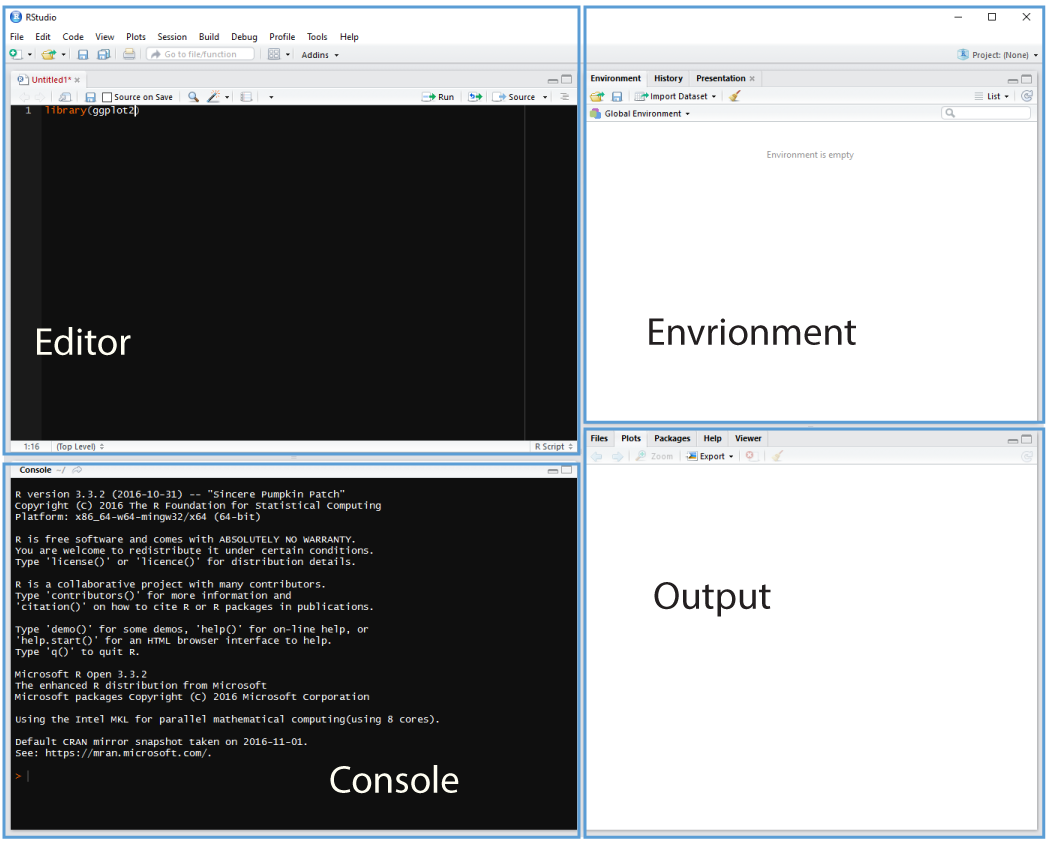 RStudio
File Edit Code View Plots Session Build Debug Profile Tools Help
Go to file/function Addins
Project: (None)
Untitled1*
Source on Save Run Source
1 library(ggplot2)
Editor
1:16 (Top Level) R Script
Environment History Presentation
Import Dataset List
Global Environment
Environment is empty
Envrionment
Console ~/
R version 3.3.2 (2016-10-31) -- "Sincere Pumpkin Patch"
Copyright (C) 2016 The R Foundation for Statistical Computing
Platform: x86_64-w64-mingw32/x64 (64-bit)
R is free software and comes with ABSOLUTELY NO WARRANTY.
You are welcome to redistribute it under certain conditions.
Type 'license()' or 'licence()' for distribution details.
R is a collaborative project with many contributors.
Type 'contributors()' for more information and
'citation()' on how to cite R or R packages in publications.
Type 'demo()' for some demos, 'help()' for on-line help, or
'help.start()' for an HTML browser interface to help.
Type 'q()' to quit R.
Microsoft R Open 3.3.2
The enhanced R distribution from Microsoft
Microsoft packages Copyright (C) 2016 Microsoft Corporation
Using the Intel MKL for parallel mathematical computing(using 8 cores).
Default CRAN mirror snapshot taken on 2016-11-01.
See: https://mran.microsoft.com/.
>
Console
Files Plots Packages Help Viewer
Zoom Export
Output